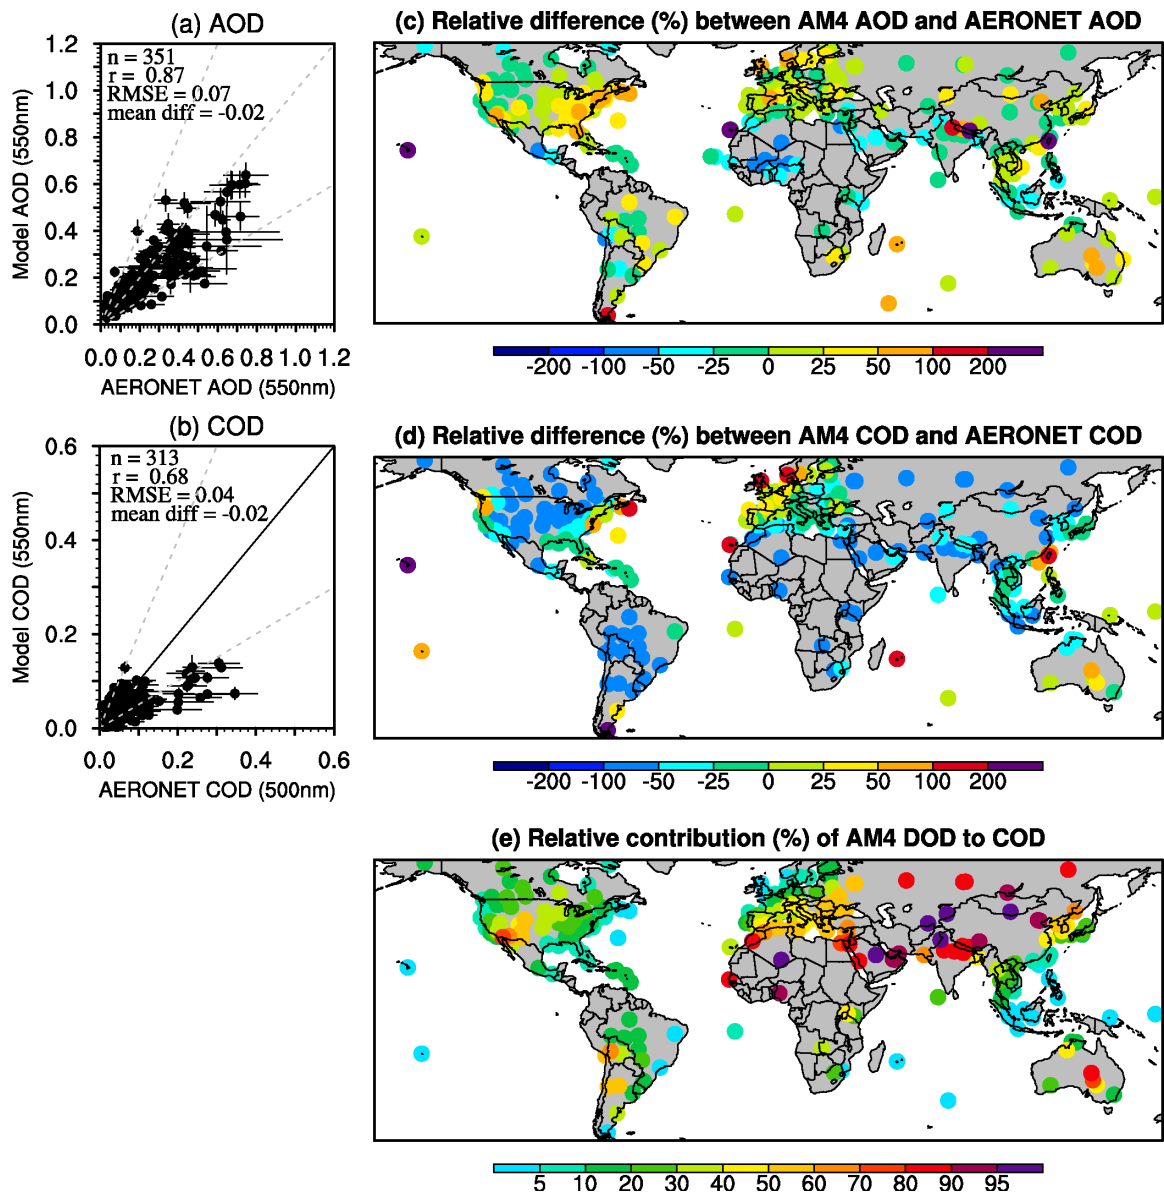 (a) AOD
1.2
1.0
0.8
0.6
0.4
0.2
0.0
Model AOD (550nm)
n = 351
r = 0.87
RMSE = 0.07
mean diff = -0.02
0.0 0.2 0.4 0.6 0.8 1.0 1.2
AERONET AOD (550nm)
(c) Relative difference (%) between AM4 AOD and AERONET AOD
-200 -100 -50 -25 0 25 50 100 200
(b) COD
0.6
0.4
0.2
0.0
Model COD (550nm)
n = 313
r = 0.68
RMSE = 0.04
mean diff = -0.02
0.0 0.2 0.4 0.6
AERONET COD (500nm)
(d) Relative difference (%) between AM4 COD and AERONET COD
-200 -100 -50 -25 0 25 50 100 200
(e) Relative contribution (%) of AM4 DOD to COD
5 10 20 30 40 50 60 70 80 90 95